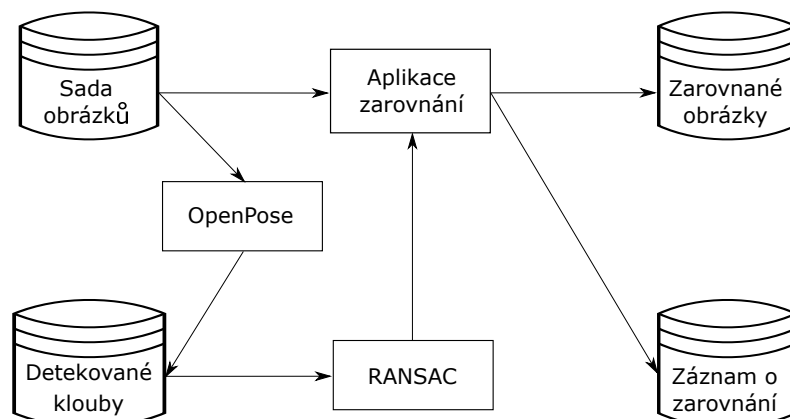 Sada
obrázků
Aplikace
zarovnání
Zarovnané
obrázky
OpenPose
Detekované
klouby
RANSAC
Záznam o
zarovnání